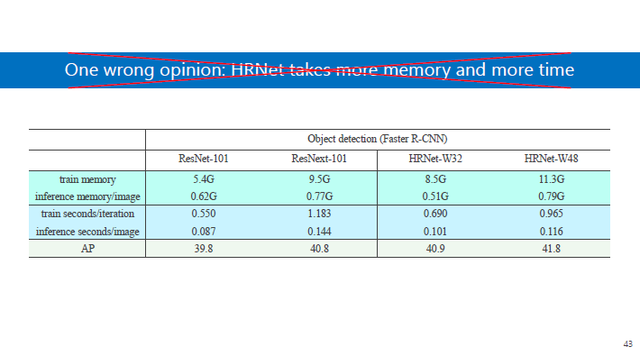 One wrong opinion: HRNet takes more memory and more time
Object detection (Faster R-CNN)
ResNet-101 ResNext-101 HRNet-W32 HRNet-W48
train memory 5.4G 9.5G 8.5G 11.3G
inference memory/image 0.62G 0.77G 0.51G 0.79G
train seconds/iteration 0.550 1.183 0.690 0.965
inference seconds/image 0.087 0.144 0.101 0.116
AP 39.8 40.8 40.9 41.8
43